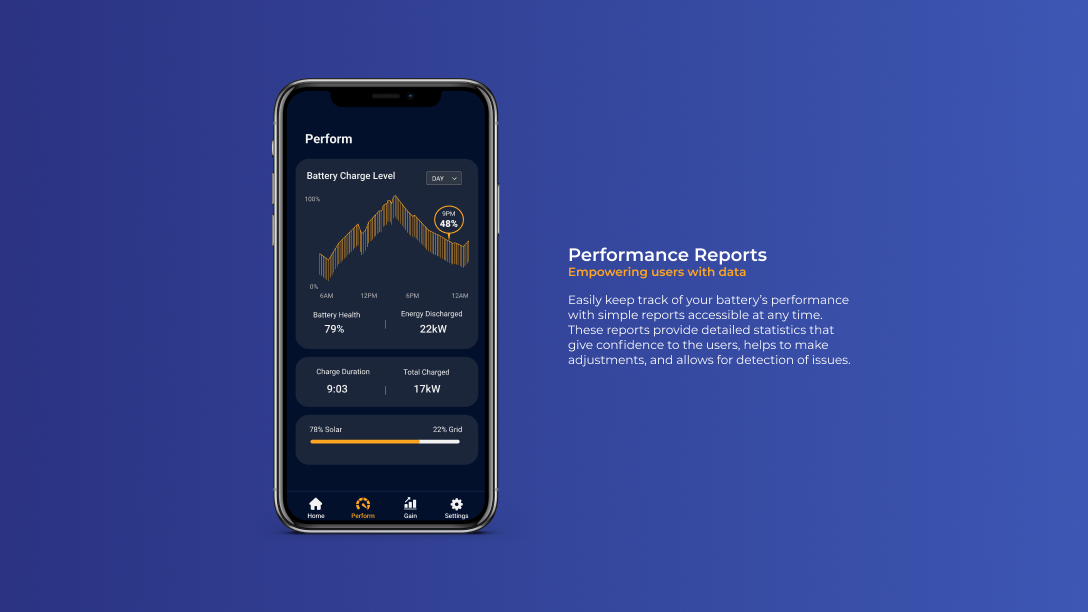 Perform
Battery Charge Level
DAY
100%
9PM
48%
0%
6AM 12PM 6PM 12AM
Battery Health Energy Discharged
79% | 22kW
Charge Duration Total Charged
9:03 | 17kW
78% Solar 22% Grid
Home Perform Gain Settings
Performance Reports
Empowering users with data
Easily keep track of your battery’s performance
with simple reports accessible at any time.
These reports provide detailed statistics that
give confidence to the users, helps to make
adjustments, and allows for detection of issues.